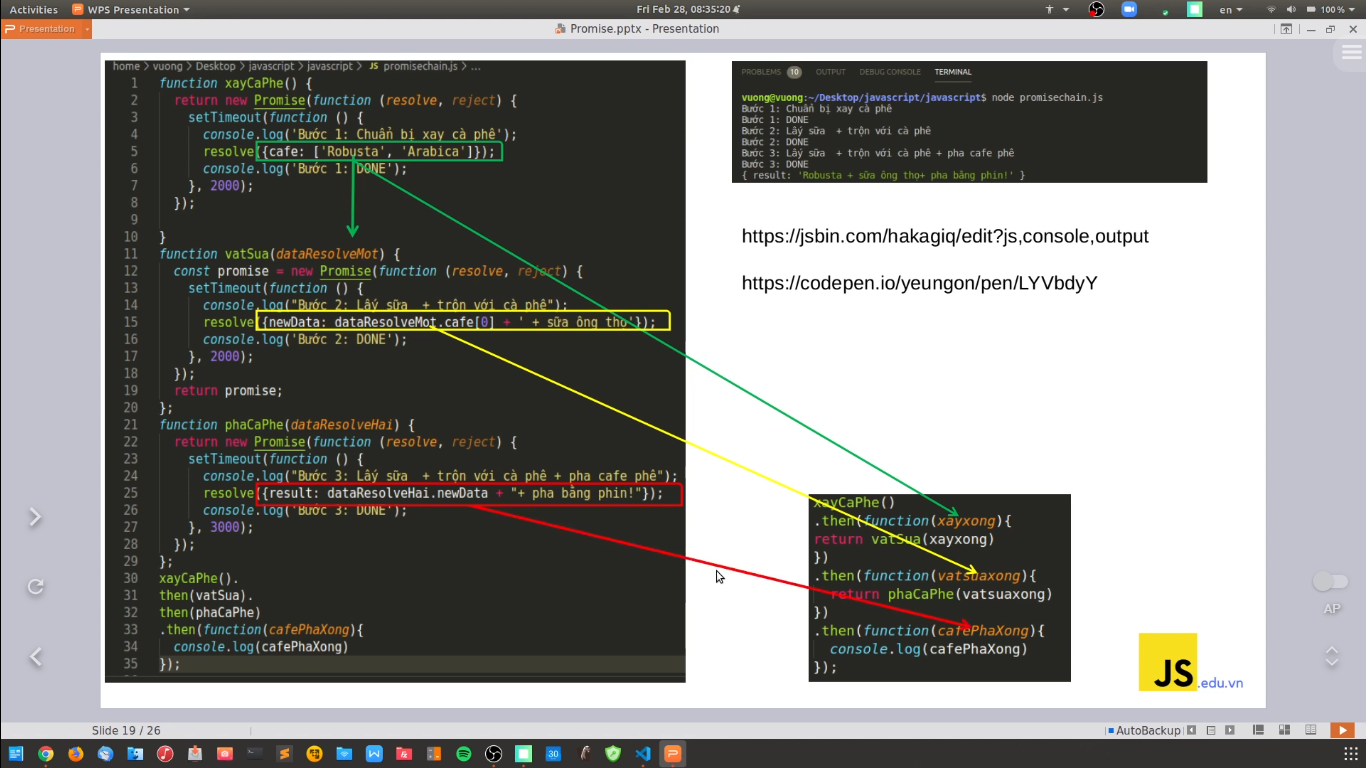 Activities WPS Presentation Fri Feb 28, 08:35:20 en 100 %
Presentation Promise.pptx - Presentation
home > vuong > Desktop > javascript > javascript > JS promisechain.js > ...
1 function xayCaPhe() {
2 return new Promise(function (resolve, reject) {
3 setTimeout(function () {
4 console.log('Bước 1: Chuẩn bị xay cà phê');
5 resolve({cafe: ['Robusta', 'Arabica']});
6 console.log('Bước 1: DONE');
7 }, 2000);
8 });
9
10 }
11 function vatSua(dataResolveMot) {
12 const promise = new Promise(function (resolve, reject) {
13 setTimeout(function () {
14 console.log("Bước 2: Lấy sữa + trộn với cà phê");
15 resolve({newData: dataResolveMot.cafe[0] + ' + sữa ông thọ'});
16 console.log('Bước 2: DONE');
17 }, 2000);
18 });
19 return promise;
20 };
21 function phaCaPhe(dataResolveHai) {
22 return new Promise(function (resolve, reject) {
23 setTimeout(function () {
24 console.log("Bước 3: Lấy sữa + trộn với cà phê + pha cafe phê");
25 resolve({result: dataResolveHai.newData + "+ pha bằng phin!"});
26 console.log('Bước 3: DONE');
27 }, 3000);
28 });
29 };
30 xayCaPhe().
31 then(vatSua).
32 then(phaCaPhe)
33 .then(function(cafePhaXong){
34 console.log(cafePhaXong)
35 });
PROBLEMS 10 OUTPUT DEBUG CONSOLE TERMINAL
vuong@vuong:~/Desktop/javascript/javascript$ node promisechain.js
Bước 1: Chuẩn bị xay cà phê
Bước 1: DONE
Bước 2: Lấy sữa + trộn với cà phê
Bước 2: DONE
Bước 3: Lấy sữa + trộn với cà phê + pha cafe phê
Bước 3: DONE
{ result: 'Robusta + sữa ông thọ+ pha bằng phin!' }
https://jsbin.com/hakagiq/edit?js,console,output
https://codepen.io/yeungon/pen/LYVbdyY
xayCaPhe()
.then(function(xayxong){
return vatSua(xayxong)
})
.then(function(vatsuaxong){
return phaCaPhe(vatsuaxong)
})
.then(function(cafePhaXong){
console.log(cafePhaXong)
});
JS.edu.vn
AP
Slide 19 / 26 AutoBackup
30